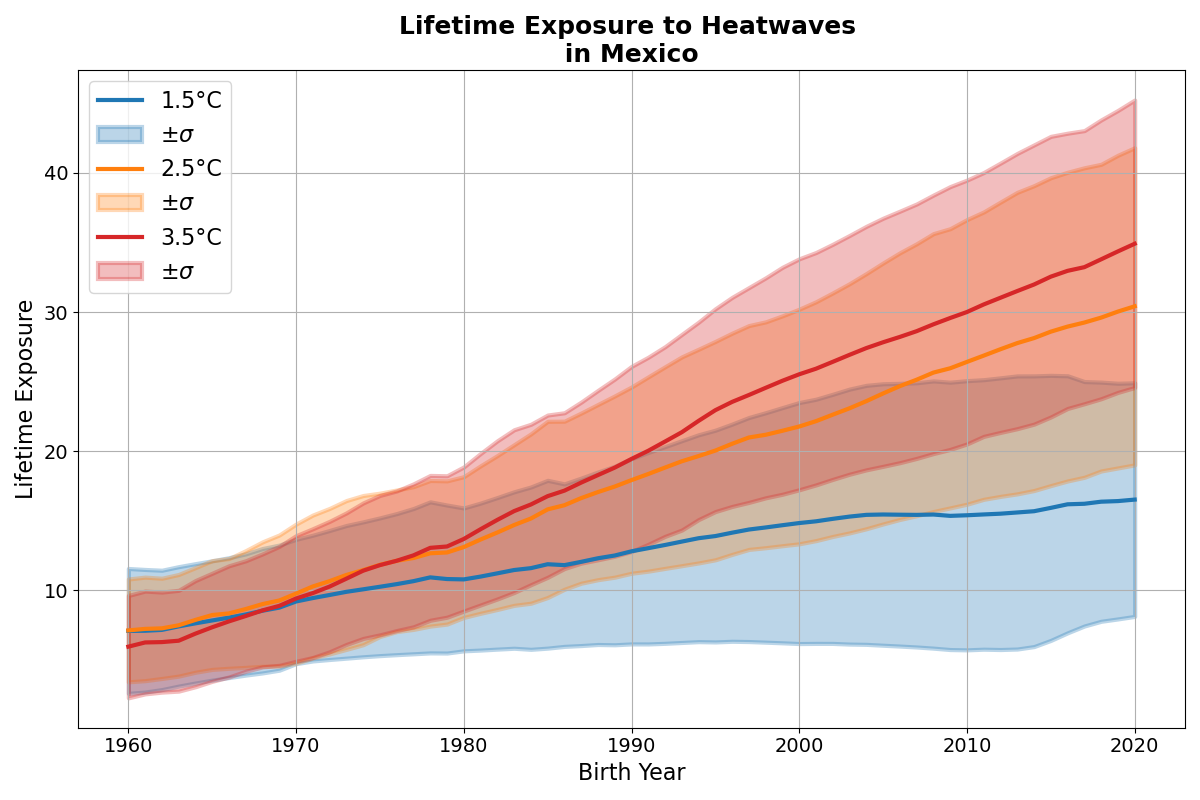 Lifetime Exposure to Heatwaves
in Mexico
1.5°C
±σ
2.5°C
±σ
3.5°C
±σ
Lifetime Exposure
40
30
20
10
1960 1970 1980 1990 2000 2010 2020
Birth Year